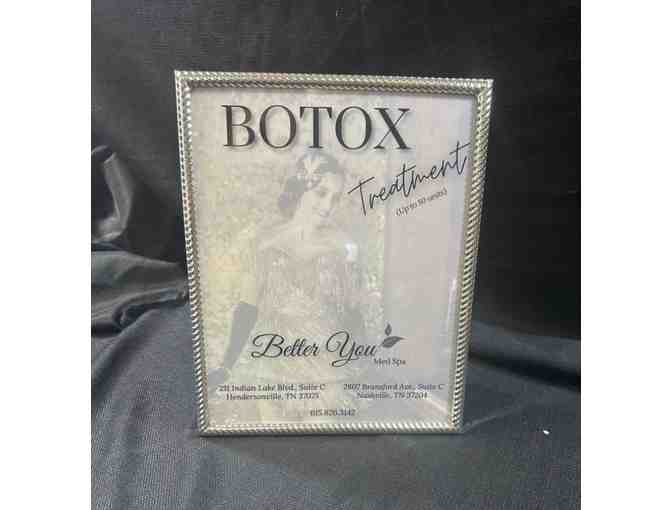 BOTOX
Treatment
(Up to 50 units)
Better You
Med Spa
211 Indian Lake Blvd., Suite C
Hendersonville, TN 37075
2807 Bransford Ave., Suite C
Nashville, TN 37204
615.826.3142